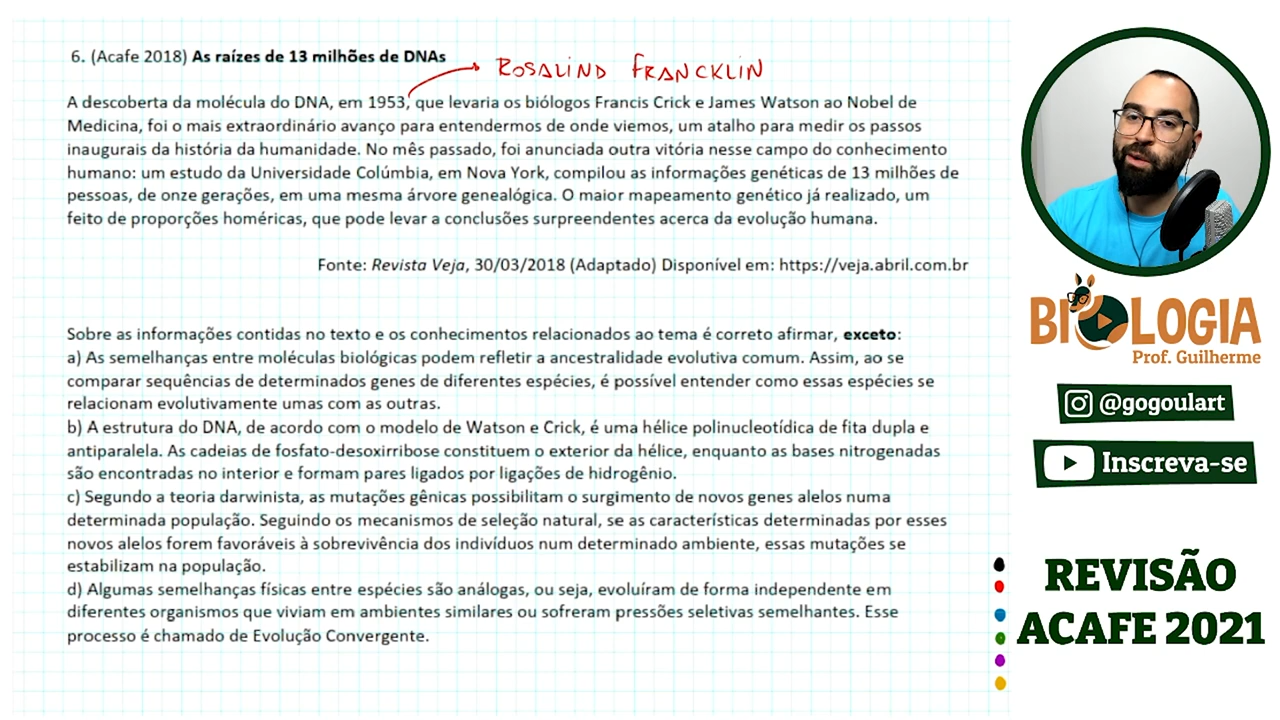 6. (Acafe 2018) As raízes de 13 milhões de DNAs
ROSALIND FRANCKLIN
A descoberta da molécula do DNA, em 1953, que levaria os biólogos Francis Crick e James Watson ao Nobel de
Medicina, foi o mais extraordinário avanço para entendermos de onde viemos, um atalho para medir os passos
inaugurais da história da humanidade. No mês passado, foi anunciada outra vitória nesse campo do conhecimento
humano: um estudo da Universidade Colúmbia, em Nova York, compilou as informações genéticas de 13 milhões de
pessoas, de onze gerações, em uma mesma árvore genealógica. O maior mapeamento genético já realizado, um
feito de proporções homéricas, que pode levar a conclusões surpreendentes acerca da evolução humana.
Fonte: Revista Veja, 30/03/2018 (Adaptado) Disponível em: https://veja.abril.com.br
Sobre as informações contidas no texto e os conhecimentos relacionados ao tema é correto afirmar, exceto:
a) As semelhanças entre moléculas biológicas podem refletir a ancestralidade evolutiva comum. Assim, ao se
comparar sequências de determinados genes de diferentes espécies, é possível entender como essas espécies se
relacionam evolutivamente umas com as outras.
b) A estrutura do DNA, de acordo com o modelo de Watson e Crick, é uma hélice polinucleotídica de fita dupla e
antiparalela. As cadeias de fosfato-desoxirribose constituem o exterior da hélice, enquanto as bases nitrogenadas
são encontradas no interior e formam pares ligados por ligações de hidrogênio.
c) Segundo a teoria darwinista, as mutações gênicas possibilitam o surgimento de novos genes alelos numa
determinada população. Seguindo os mecanismos de seleção natural, se as características determinadas por esses
novos alelos forem favoráveis à sobrevivência dos indivíduos num determinado ambiente, essas mutações se
estabilizam na população.
d) Algumas semelhanças físicas entre espécies são análogas, ou seja, evoluíram de forma independente em
diferentes organismos que viviam em ambientes similares ou sofreram pressões seletivas semelhantes. Esse
processo é chamado de Evolução Convergente.
BIOLOGIA
Prof. Guilherme
@gogoulart
Inscreva-se
REVISÃO
ACAFE 2021